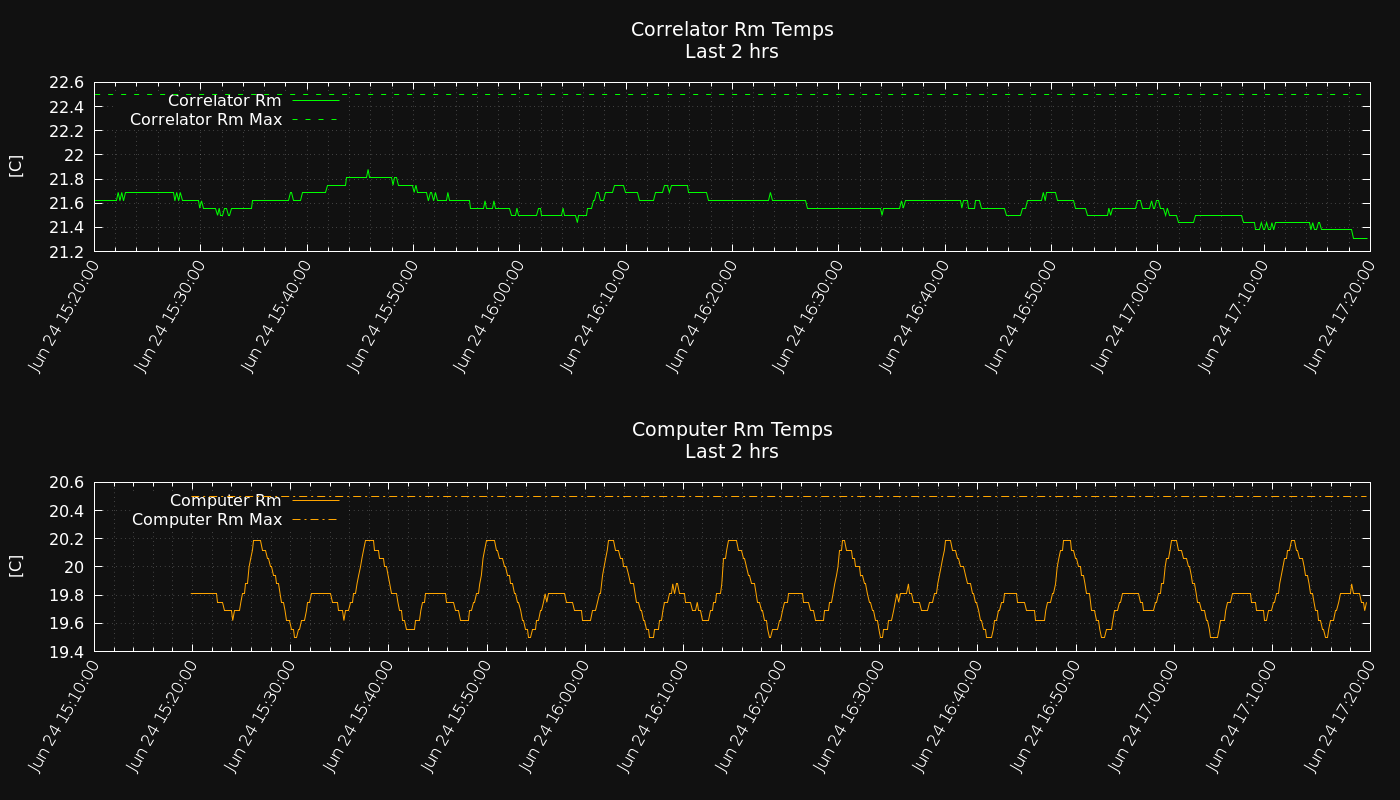 Correlator Rm Temps
Last 2 hrs
22.6
22.4
22.2
22
21.8
21.6
21.4
21.2
[C]
Correlator Rm
Correlator Rm Max
Jun 24 15:20:00
Jun 24 15:30:00
Jun 24 15:40:00
Jun 24 15:50:00
Jun 24 16:00:00
Jun 24 16:10:00
Jun 24 16:20:00
Jun 24 16:30:00
Jun 24 16:40:00
Jun 24 16:50:00
Jun 24 17:00:00
Jun 24 17:10:00
Jun 24 17:20:00
Computer Rm Temps
Last 2 hrs
20.6
20.4
20.2
20
19.8
19.6
19.4
[C]
Computer Rm
Computer Rm Max
Jun 24 15:10:00
Jun 24 15:20:00
Jun 24 15:30:00
Jun 24 15:40:00
Jun 24 15:50:00
Jun 24 16:00:00
Jun 24 16:10:00
Jun 24 16:20:00
Jun 24 16:30:00
Jun 24 16:40:00
Jun 24 16:50:00
Jun 24 17:00:00
Jun 24 17:10:00
Jun 24 17:20:00